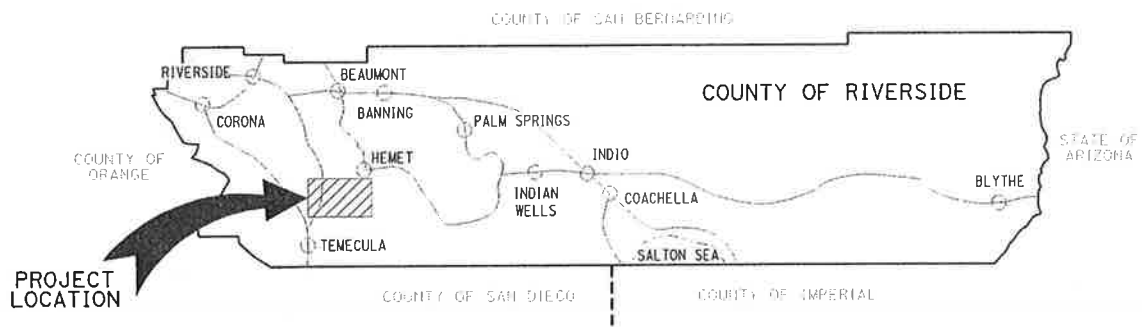 COUNTY OF SAN BERNARDINO
RIVERSIDE
BEAUMONT
COUNTY OF RIVERSIDE
CORONA
BANNING
PALM SPRINGS
STATE OF
ARIZONA
COUNTY OF
ORANGE
HEMET
INDIO
INDIAN
WELLS
COACHELLA
BLYTHE
TEMECULA
SALTON SEA
PROJECT
LOCATION
COUNTY OF SAN DIECO
COUNTY OF IMPERIAL